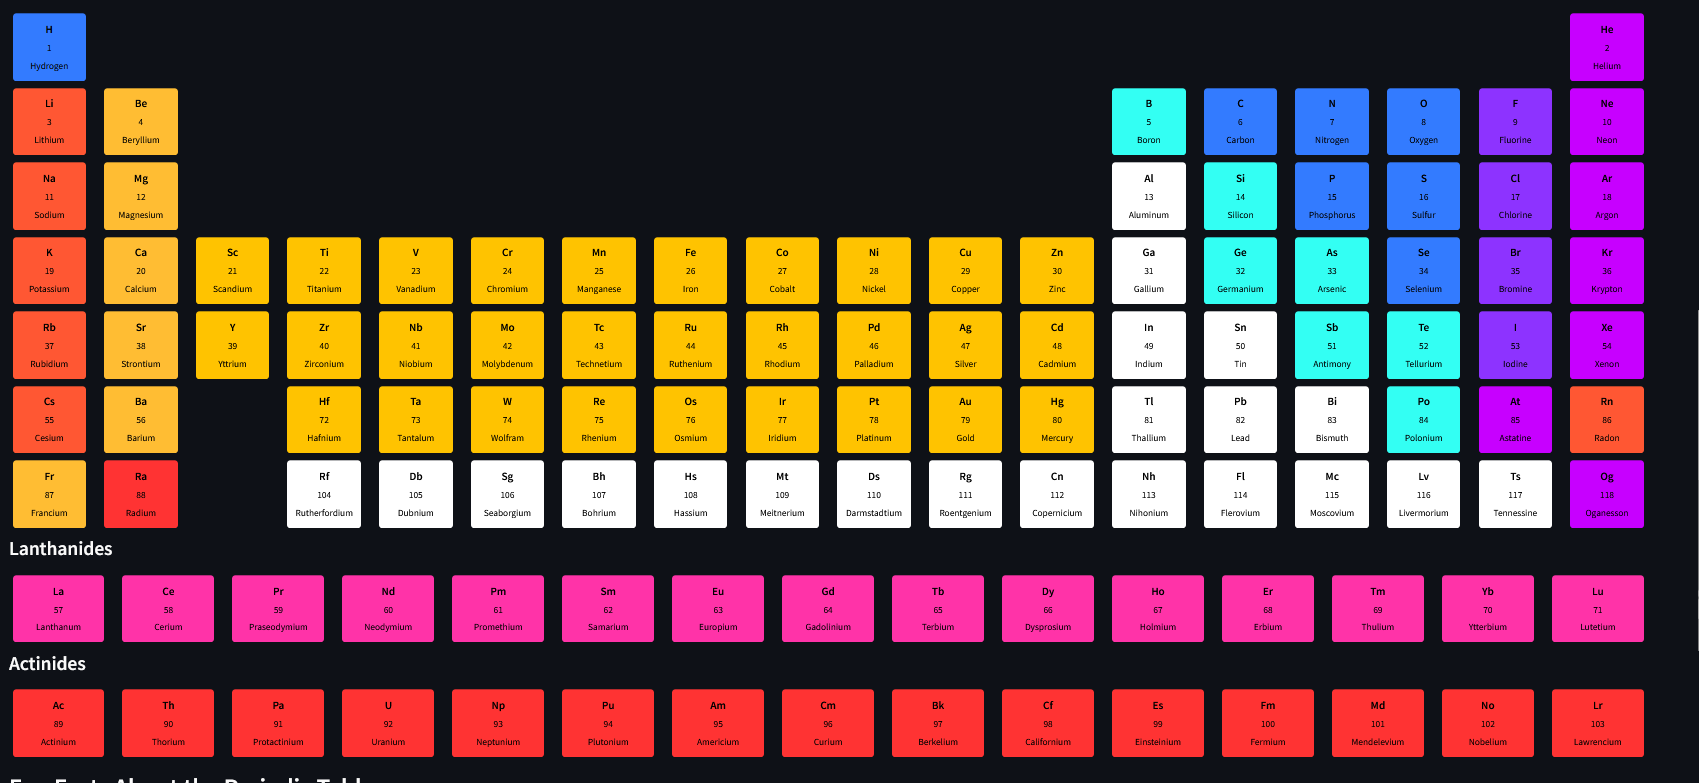 H He
1 2
Hydrogen Helium
Li Be B C N O F Ne
3 4 5 6 7 8 9 10
Lithium Beryllium Boron Carbon Nitrogen Oxygen Fluorine Neon
Na Mg Al Si P S Cl Ar
11 12 13 14 15 16 17 18
Sodium Magnesium Aluminum Silicon Phosphorus Sulfur Chlorine Argon
K Ca Sc Ti V Cr Mn Fe Co Ni Cu Zn Ga Ge As Se Br Kr
19 20 21 22 23 24 25 26 27 28 29 30 31 32 33 34 35 36
Potassium Calcium Scandium Titanium Vanadium Chromium Manganese Iron Cobalt Nickel Copper Zinc Gallium Germanium Arsenic Selenium Bromine Krypton
Rb Sr Y Zr Nb Mo Tc Ru Rh Pd Ag Cd In Sn Sb Te I Xe
37 38 39 40 41 42 43 44 45 46 47 48 49 50 51 52 53 54
Rubidium Strontium Yttrium Zirconium Niobium Molybdenum Technetium Ruthenium Rhodium Palladium Silver Cadmium Indium Tin Antimony Tellurium Iodine Xenon
Cs Ba Hf Ta W Re Os Ir Pt Au Hg Tl Pb Bi Po At Rn
55 56 72 73 74 75 76 77 78 79 80 81 82 83 84 85 86
Cesium Barium Hafnium Tantalum Wolfram Rhenium Osmium Iridium Platinum Gold Mercury Thallium Lead Bismuth Polonium Astatine Radon
Fr Ra Rf Db Sg Bh Hs Mt Ds Rg Cn Nh Fl Mc Lv Ts Og
87 88 104 105 106 107 108 109 110 111 112 113 114 115 116 117 118
Francium Radium Rutherfordium Dubnium Seaborgium Bohrium Hassium Meitnerium Darmstadtium Roentgenium Copernicium Nihonium Flerovium Moscovium Livermorium Tennessine Oganesson
Lanthanides
La Ce Pr Nd Pm Sm Eu Gd Tb Dy Ho Er Tm Yb Lu
57 58 59 60 61 62 63 64 65 66 67 68 69 70 71
Lanthanum Cerium Praseodymium Neodymium Promethium Samarium Europium Gadolinium Terbium Dysprosium Holmium Erbium Thulium Ytterbium Lutetium
Actinides
Ac Th Pa U Np Pu Am Cm Bk Cf Es Fm Md No Lr
89 90 91 92 93 94 95 96 97 98 99 100 101 102 103
Actinium Thorium Protactinium Uranium Neptunium Plutonium Americium Curium Berkelium Californium Einsteinium Fermium Mendelevium Nobelium Lawrencium
Facts About the Periodic Table